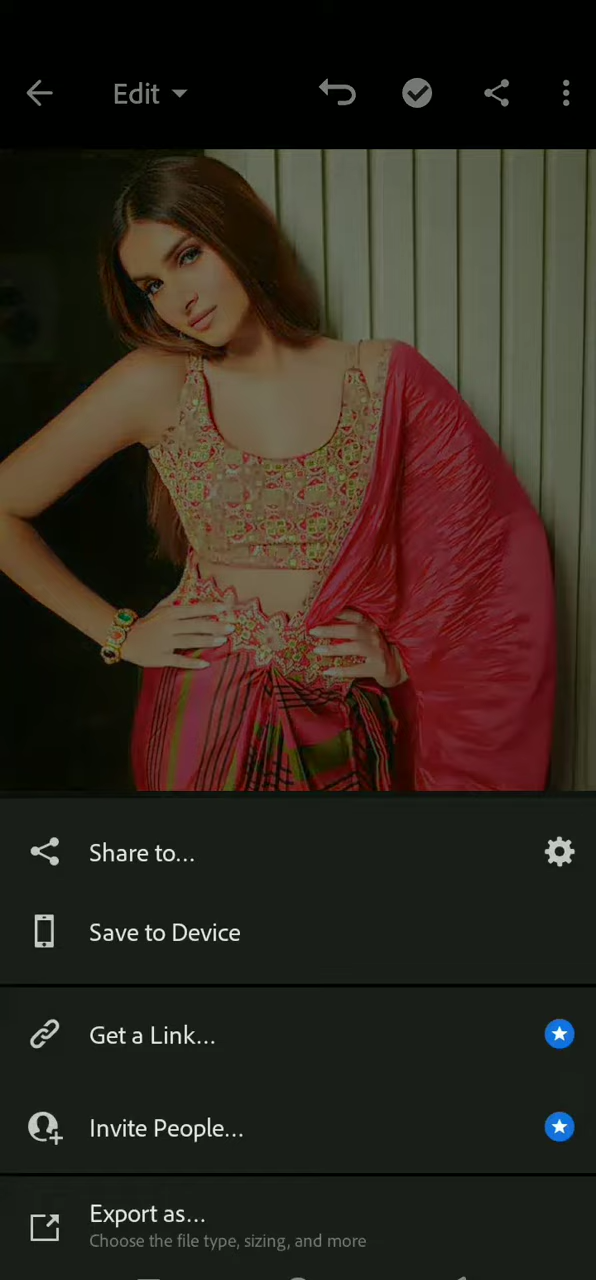 Edit
Share to...
Save to Device
Get a Link...
Invite People...
Export as...
Choose the file type, sizing, and more